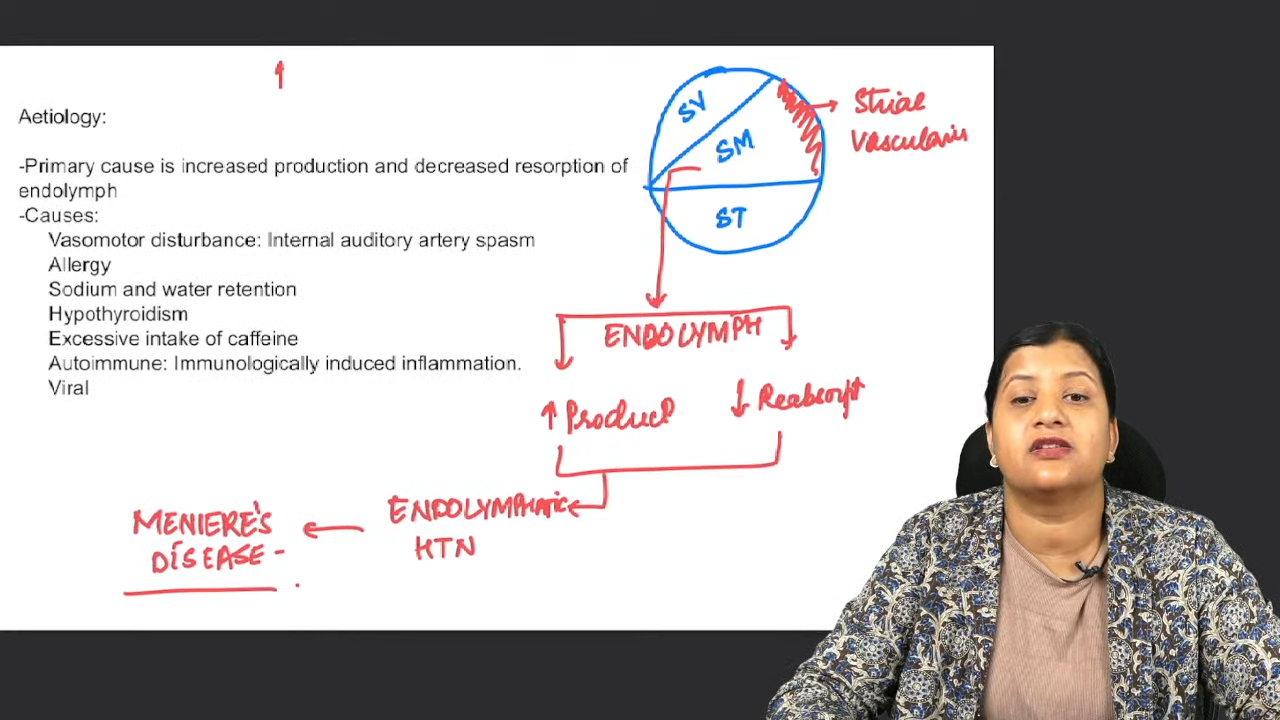 Aetiology:
-Primary cause is increased production and decreased resorption of
endolymph
-Causes:
Vasomotor disturbance: Internal auditory artery spasm
Allergy
Sodium and water retention
Hypothyroidism
Excessive intake of caffeine
Autoimmune: Immunologically induced inflammation.
Viral
SV
SM
ST
→ Striae
Vascularis
ENDOLYMPH
↑ Product
↓ Reabsorpt
ENDOLYMPHATIC
HTN
MENIERE'S
DISEASE -